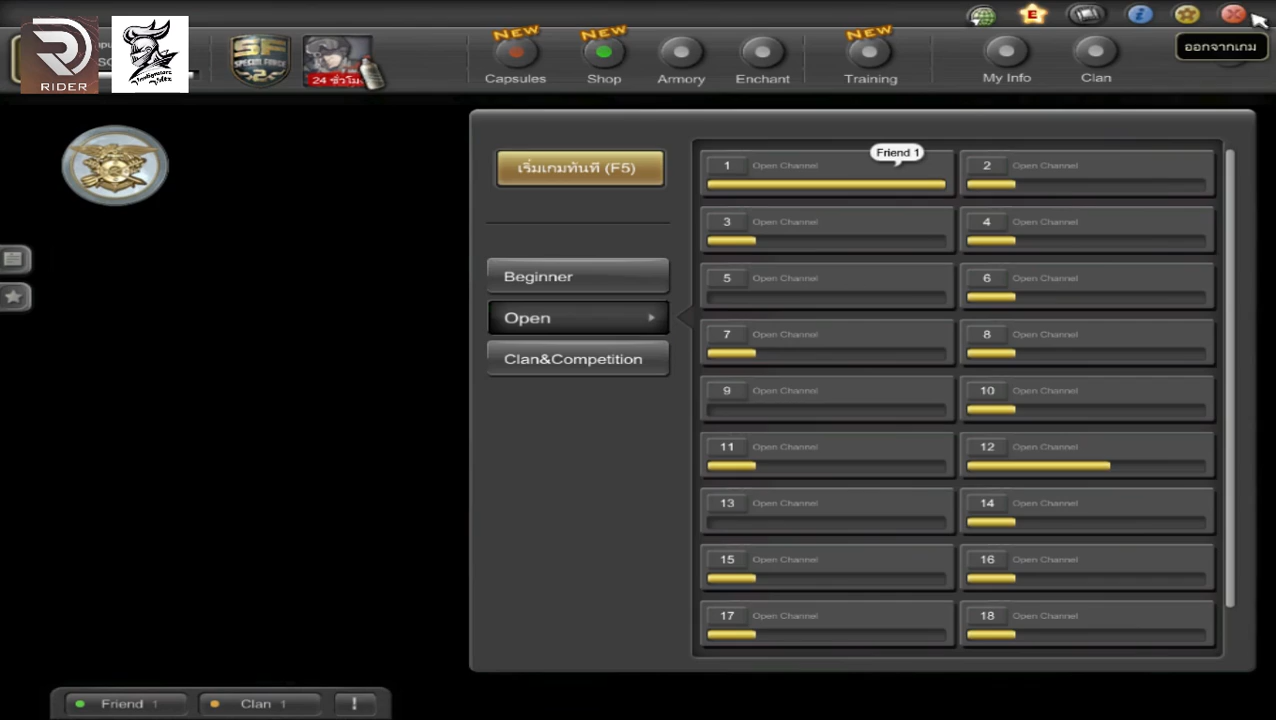 E
RIDER
SPECIAL FORCE
2
24 ชั่วโม
NEW
Capsules
NEW
Shop
Armory
Enchant
NEW
Training
My Info
Clan
ออกจากเกม
เริ่มเกมทันที (F5)
Beginner
Open
Clan&Competition
Friend 1
1 Open Channel
2 Open Channel
3 Open Channel
4 Open Channel
5 Open Channel
6 Open Channel
7 Open Channel
8 Open Channel
9 Open Channel
10 Open Channel
11 Open Channel
12 Open Channel
13 Open Channel
14 Open Channel
15 Open Channel
16 Open Channel
17 Open Channel
18 Open Channel
Friend 1
Clan 1
!